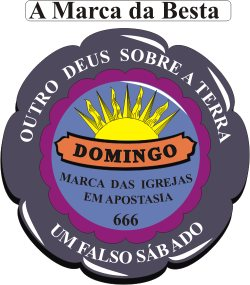 A Marca da Besta
OUTRO DEUS SOBRE A TERRA
DOMINGO
MARCA DAS IGREJAS
EM APOSTASIA
666
UM FALSO SÁBADO